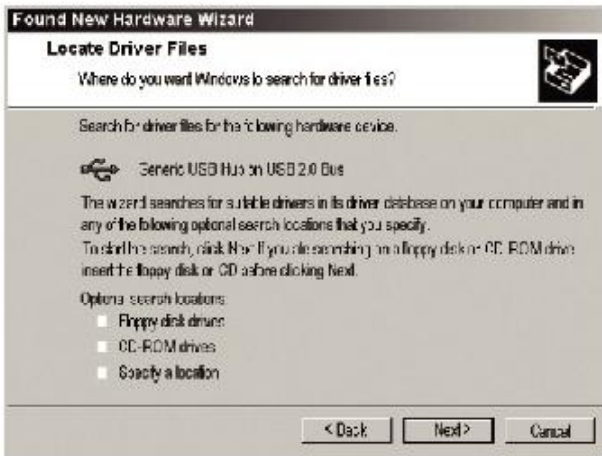 Found New Hardware Wizard
Locate Driver Files
Where do you want Windows to search for driver files?
Search for driver files for the following hardware device.
Generic USB Hub on USB 2.0 Bus
The wizard searches for suitable drivers in its driver database on your computer and in
any of the following optional search locations that you specify.
To start the search, click Next. If you are searching on a floppy disk or CD-ROM drive
insert the floppy disk or CD before clicking Next.
Optional search locations:
Floppy disk drives
CD-ROM drives
Specify a location
< Back
Next >
Cancel